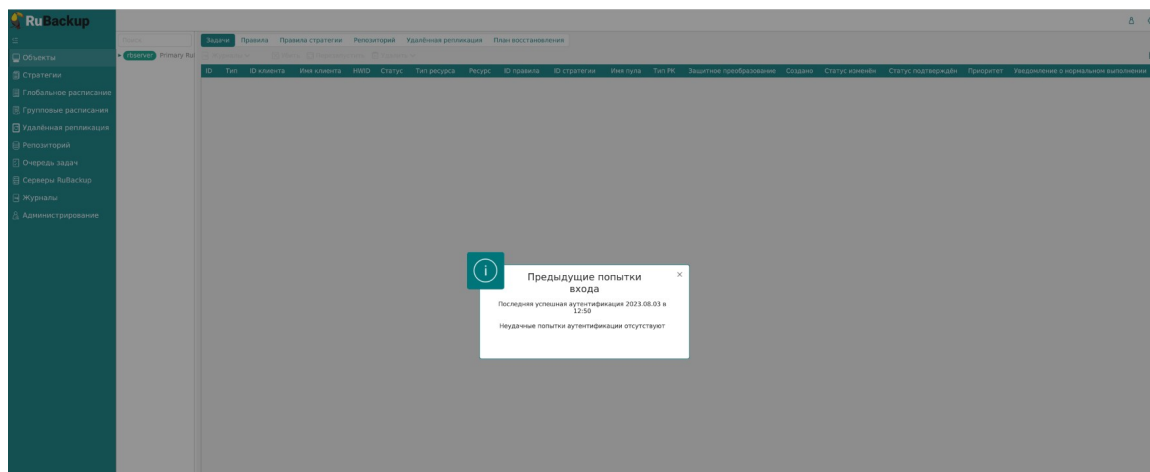 RuBackup
Объекты
Стратегии
Глобальное расписание
Групповые расписания
Удалённая репликация
Репозиторий
Очередь задач
Серверы RuBackup
Журналы
Администрирование
rbserver Primary Ru
Задачи Правила Правила стратегии Репозиторий Удалённая репликация План восстановления
ID Тип ID клиента Имя клиента HWID Статус Тип ресурса Ресурс ID правила ID стратегии Имя пула Тип РК Защитное преобразование Создано Статус изменён Статус подтверждён Приоритет Уведомление о нормальном выполнении
Предыдущие попытки
входа
Последняя успешная аутентификация 2023.08.03 в
12:50
Неудачные попытки аутентификации отсутствуют